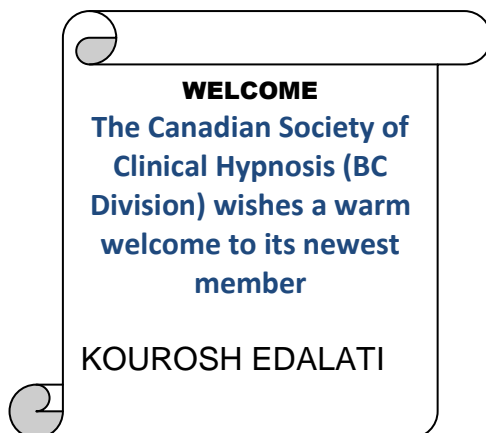 WELCOME
The Canadian Society of
Clinical Hypnosis (BC
Division) wishes a warm
welcome to its newest
member
KOUROSH EDALATI